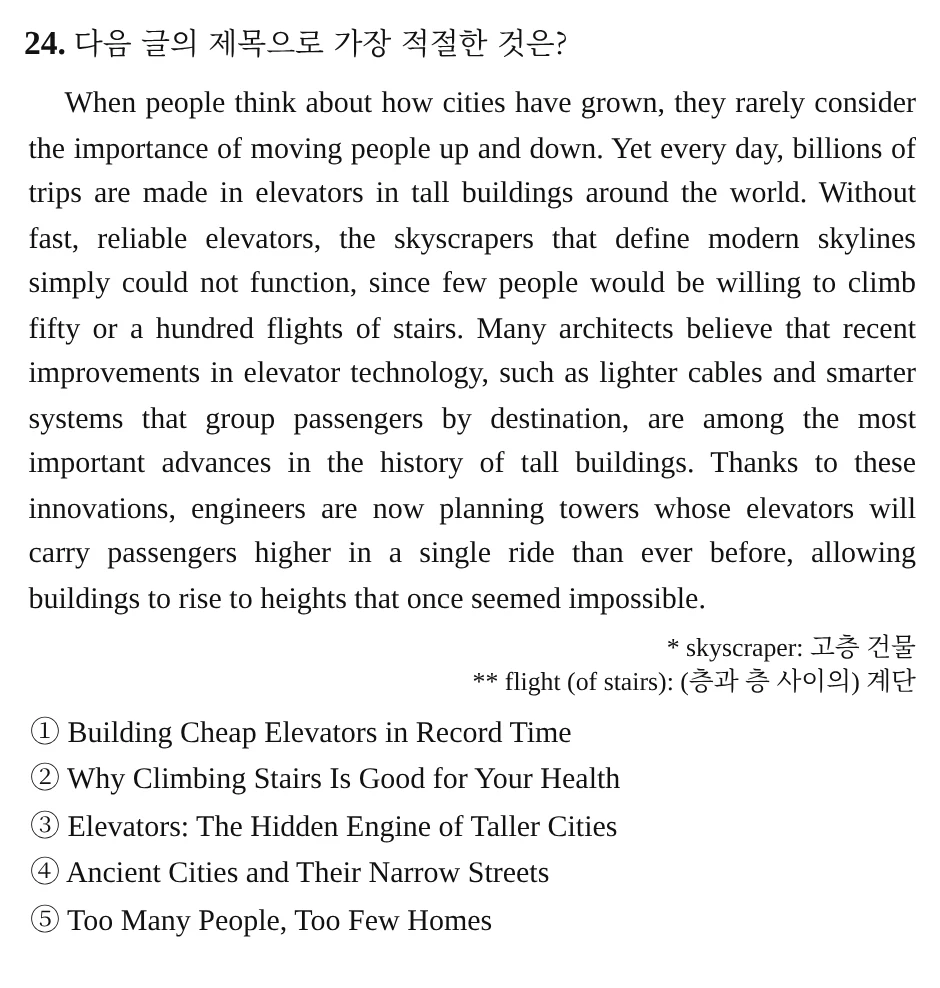 24. 다음 글의 제목으로 가장 적절한 것은?
When people think about how cities have grown, they rarely consider
the importance of moving people up and down. Yet every day, billions of
trips are made in elevators in tall buildings around the world. Without
fast, reliable elevators, the skyscrapers that define modern skylines
simply could not function, since few people would be willing to climb
fifty or a hundred flights of stairs. Many architects believe that recent
improvements in elevator technology, such as lighter cables and smarter
systems that group passengers by destination, are among the most
important advances in the history of tall buildings. Thanks to these
innovations, engineers are now planning towers whose elevators will
carry passengers higher in a single ride than ever before, allowing
buildings to rise to heights that once seemed impossible.
* skyscraper: 고층 건물
** flight (of stairs): (층과 층 사이의) 계단
① Building Cheap Elevators in Record Time
② Why Climbing Stairs Is Good for Your Health
③ Elevators: The Hidden Engine of Taller Cities
④ Ancient Cities and Their Narrow Streets
⑤ Too Many People, Too Few Homes